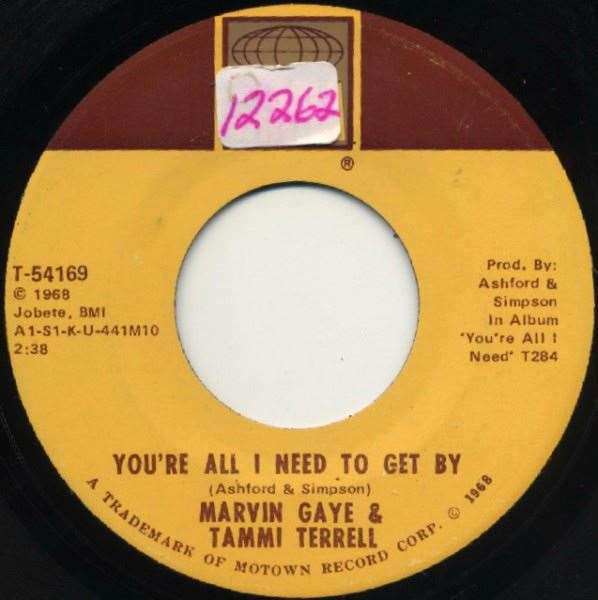 12262
®
T-54169
© 1968
Jobete, BMI
A1-S1-K-U-441M10
2:38
Prod. By:
Ashford &
Simpson
In Album
'You're All I
Need' T284
YOU'RE ALL I NEED TO GET BY
(Ashford & Simpson)
MARVIN GAYE &
TAMMI TERRELL
A TRADEMARK OF MOTOWN RECORD CORP. © 1968